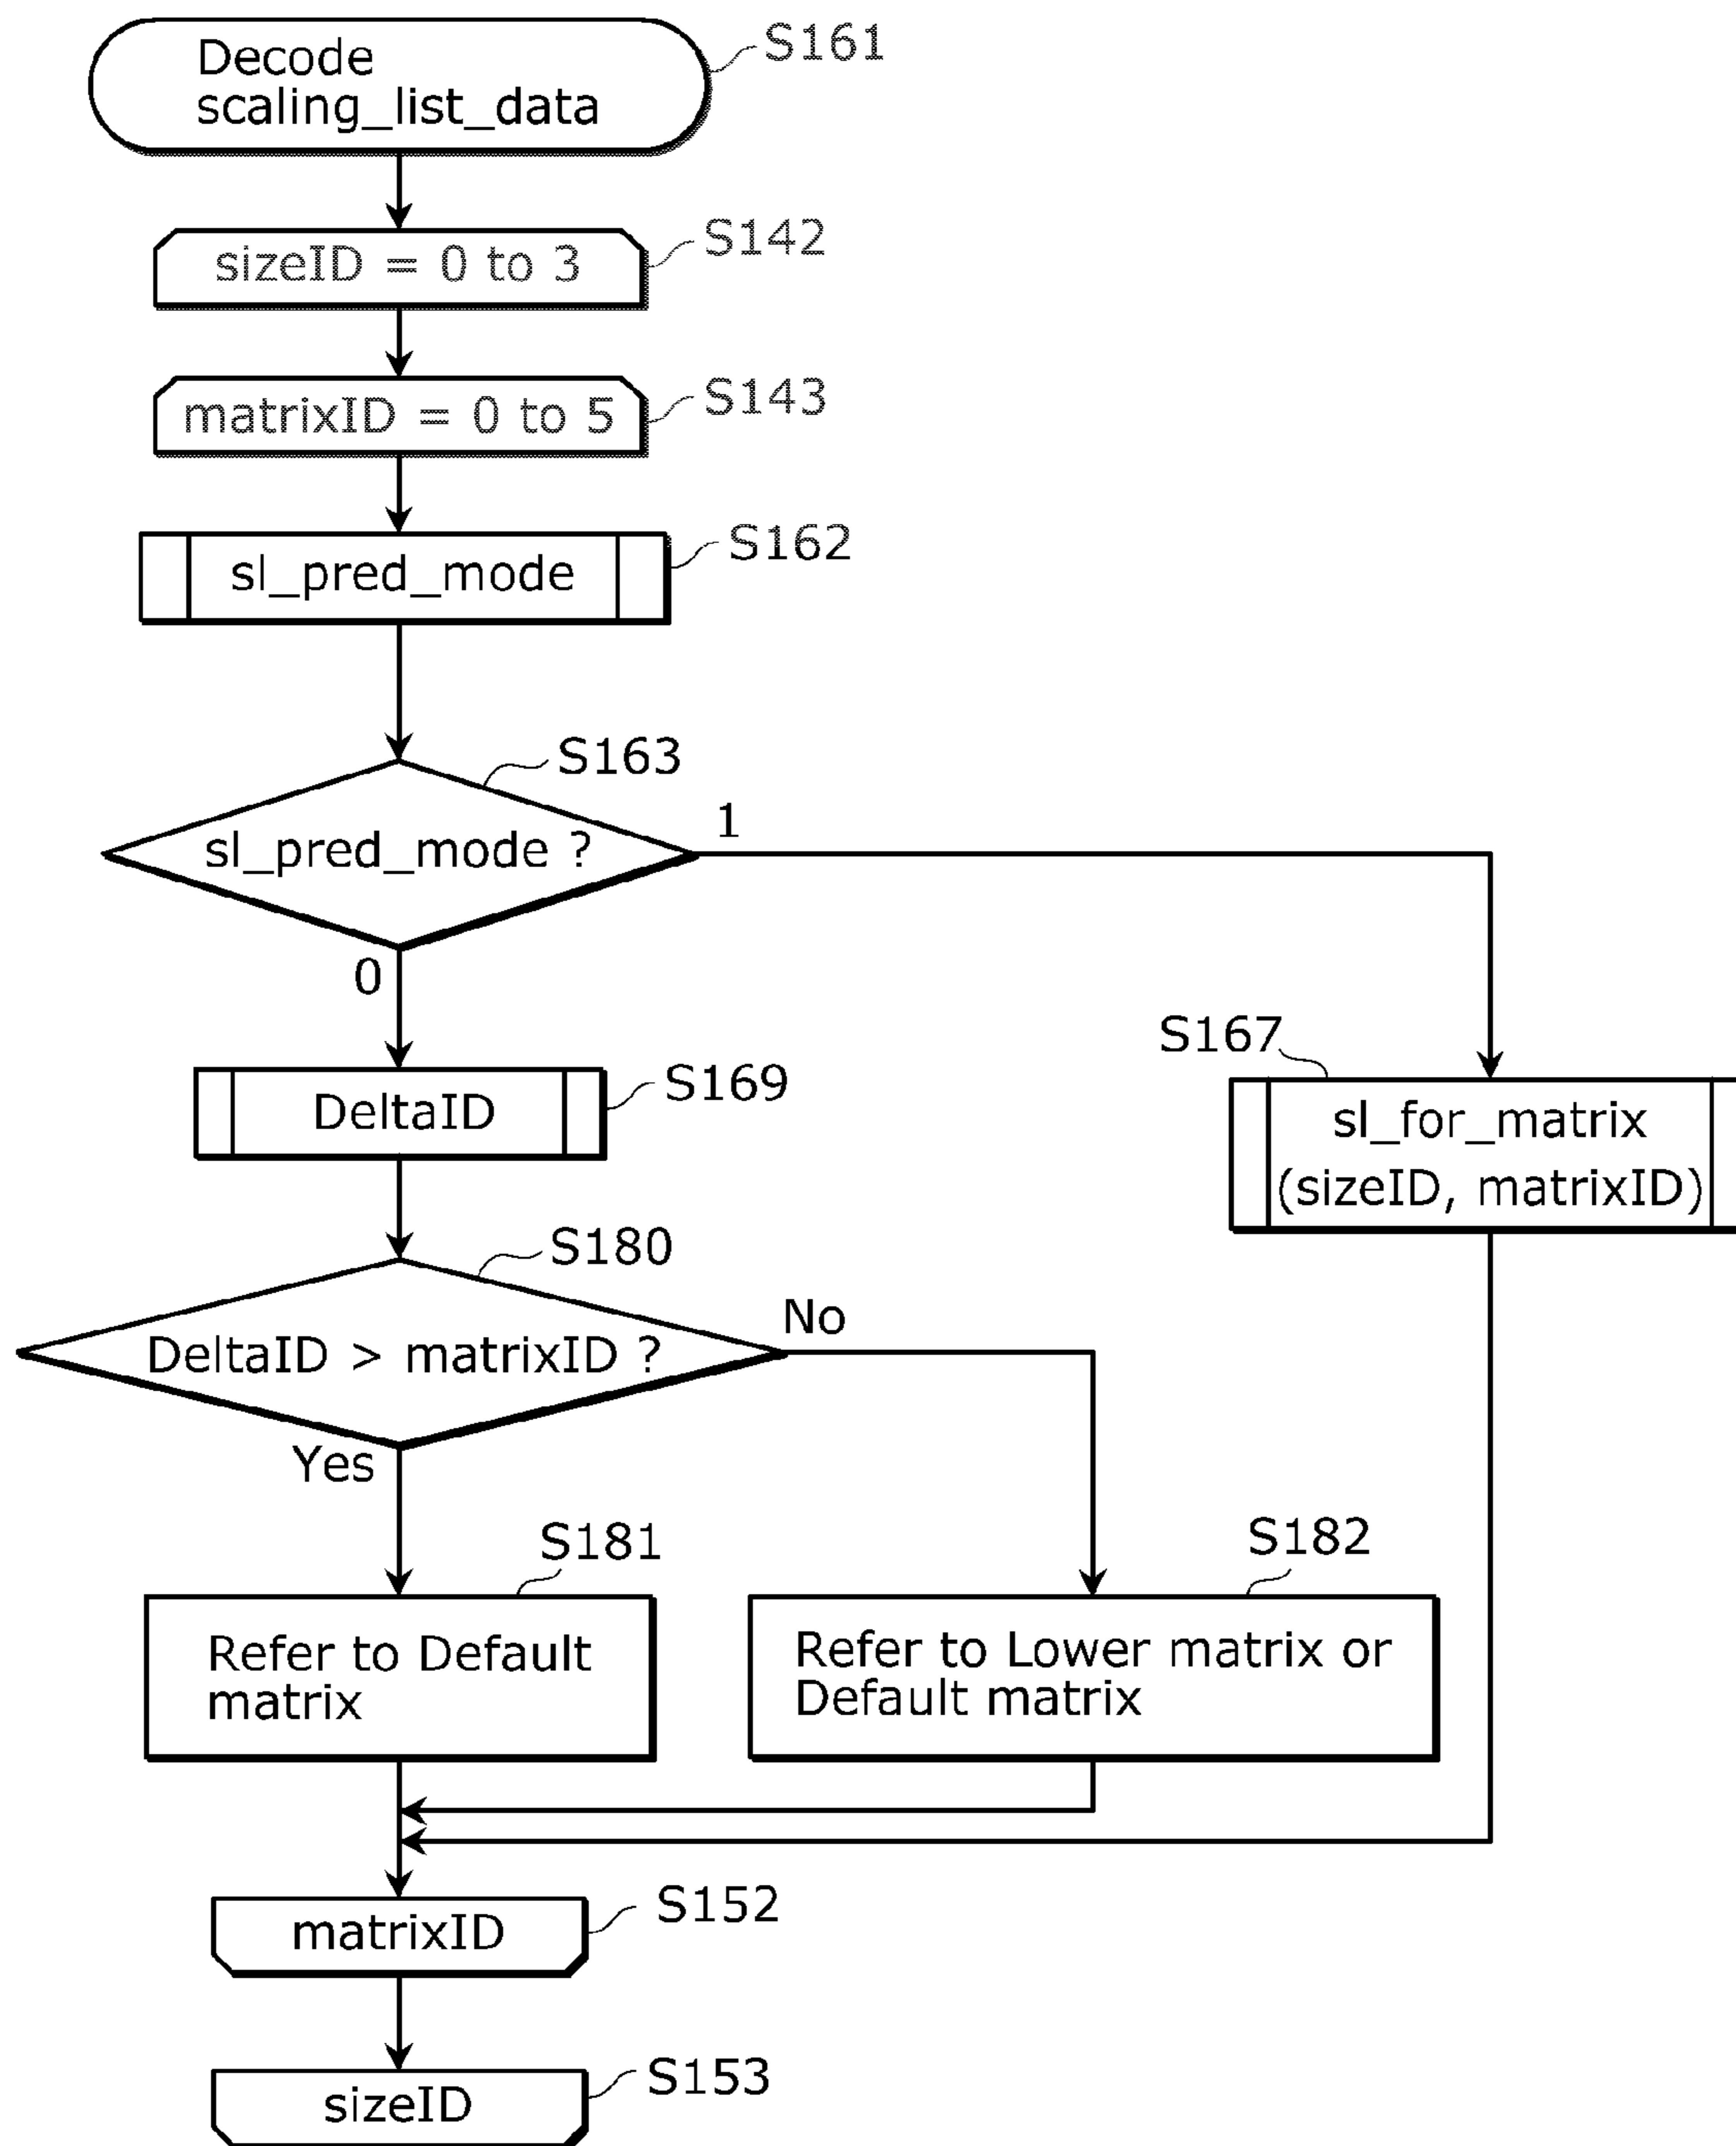 Decode
scaling_list_data
S161
sizeID = 0 to 3
S142
matrixID = 0 to 5
S143
sl_pred_mode
S162
S163
sl_pred_mode ?
1
0
DeltaID
S169
S167
sl_for_matrix
(sizeID, matrixID)
S180
DeltaID > matrixID ?
No
Yes
S181
Refer to Default
matrix
S182
Refer to Lower matrix or
Default matrix
matrixID
S152
sizeID
S153